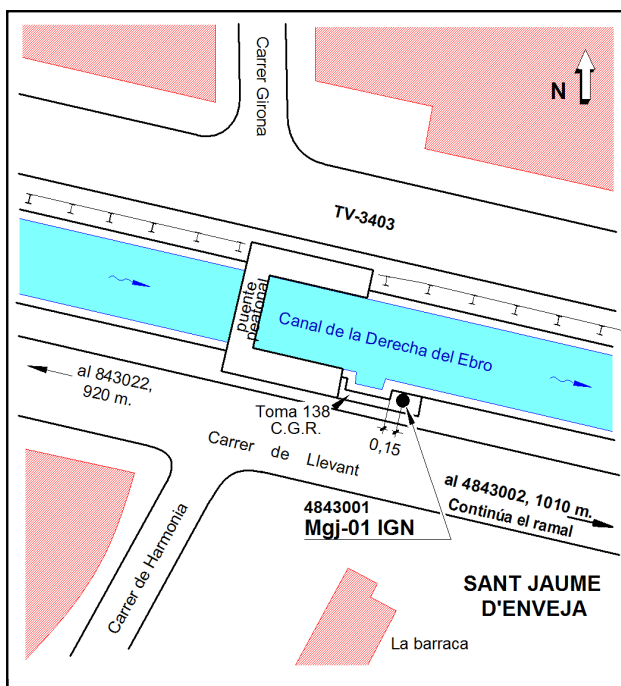 Carrer Girona
N
TV-3403
puente
peatonal
Canal de la Derecha del Ebro
al 843022,
920 m.
Toma 138
C.G.R.
0,15
Carrer de Llevant
al 4843002, 1010 m.
Continúa el ramal
4843001
Mgj-01 IGN
Carrer de Harmonia
SANT JAUME
D'ENVEJA
La barraca